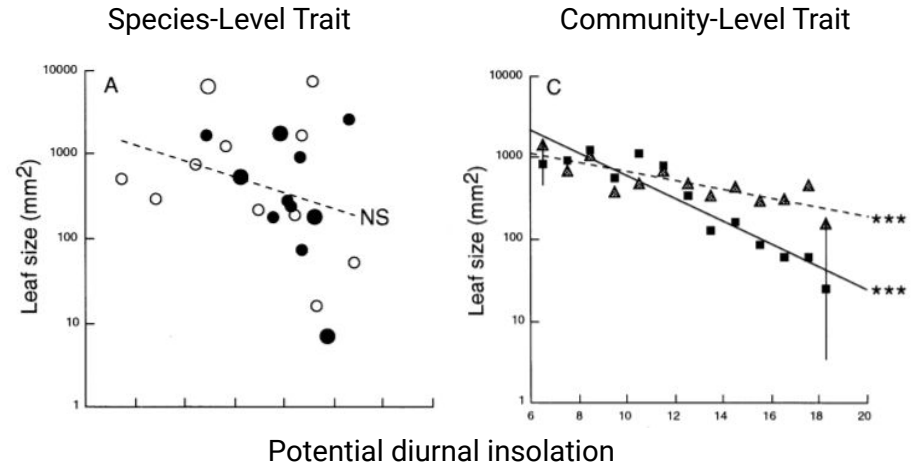 Species-Level Trait
Community-Level Trait
A
10000
1000
100
10
1
Leaf size (mm2)
NS
C
10000
1000
100
10
1
Leaf size (mm2)
***
***
6 8 10 12 14 16 18 20
Potential diurnal insolation